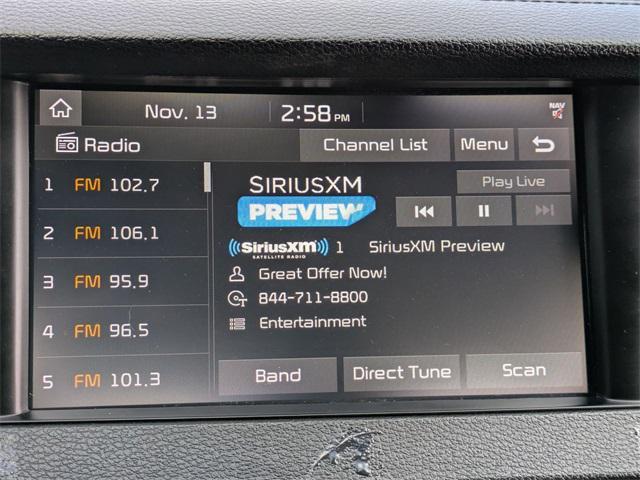 Nov. 13 2:58 PM NAV
Radio Channel List Menu
1 FM 102.7
2 FM 106.1
3 FM 95.9
4 FM 96.5
5 FM 101.3
SIRIUSXM
PREVIEW
Play Live
((SiriusXM)) 1 SiriusXM Preview
SATELLITE RADIO
Great Offer Now!
844-711-8800
Entertainment
Band Direct Tune Scan